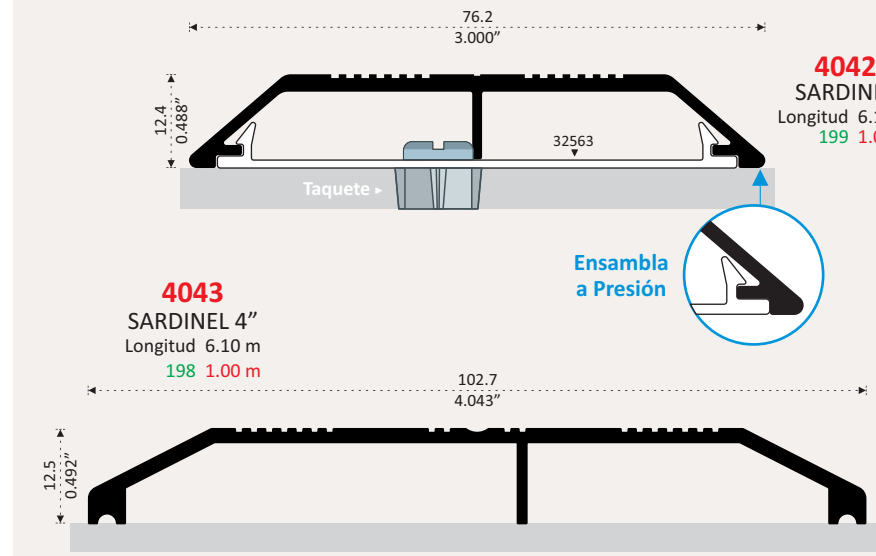 76.2
3.000”
12.4
0.488”
32563
Taquete
4042
Longitud
199
Ensambla
a Presión
4043
SARDINEL 4”
Longitud 6.10 m
198 1.00 m
102.7
4.043”
12.5
0.492”